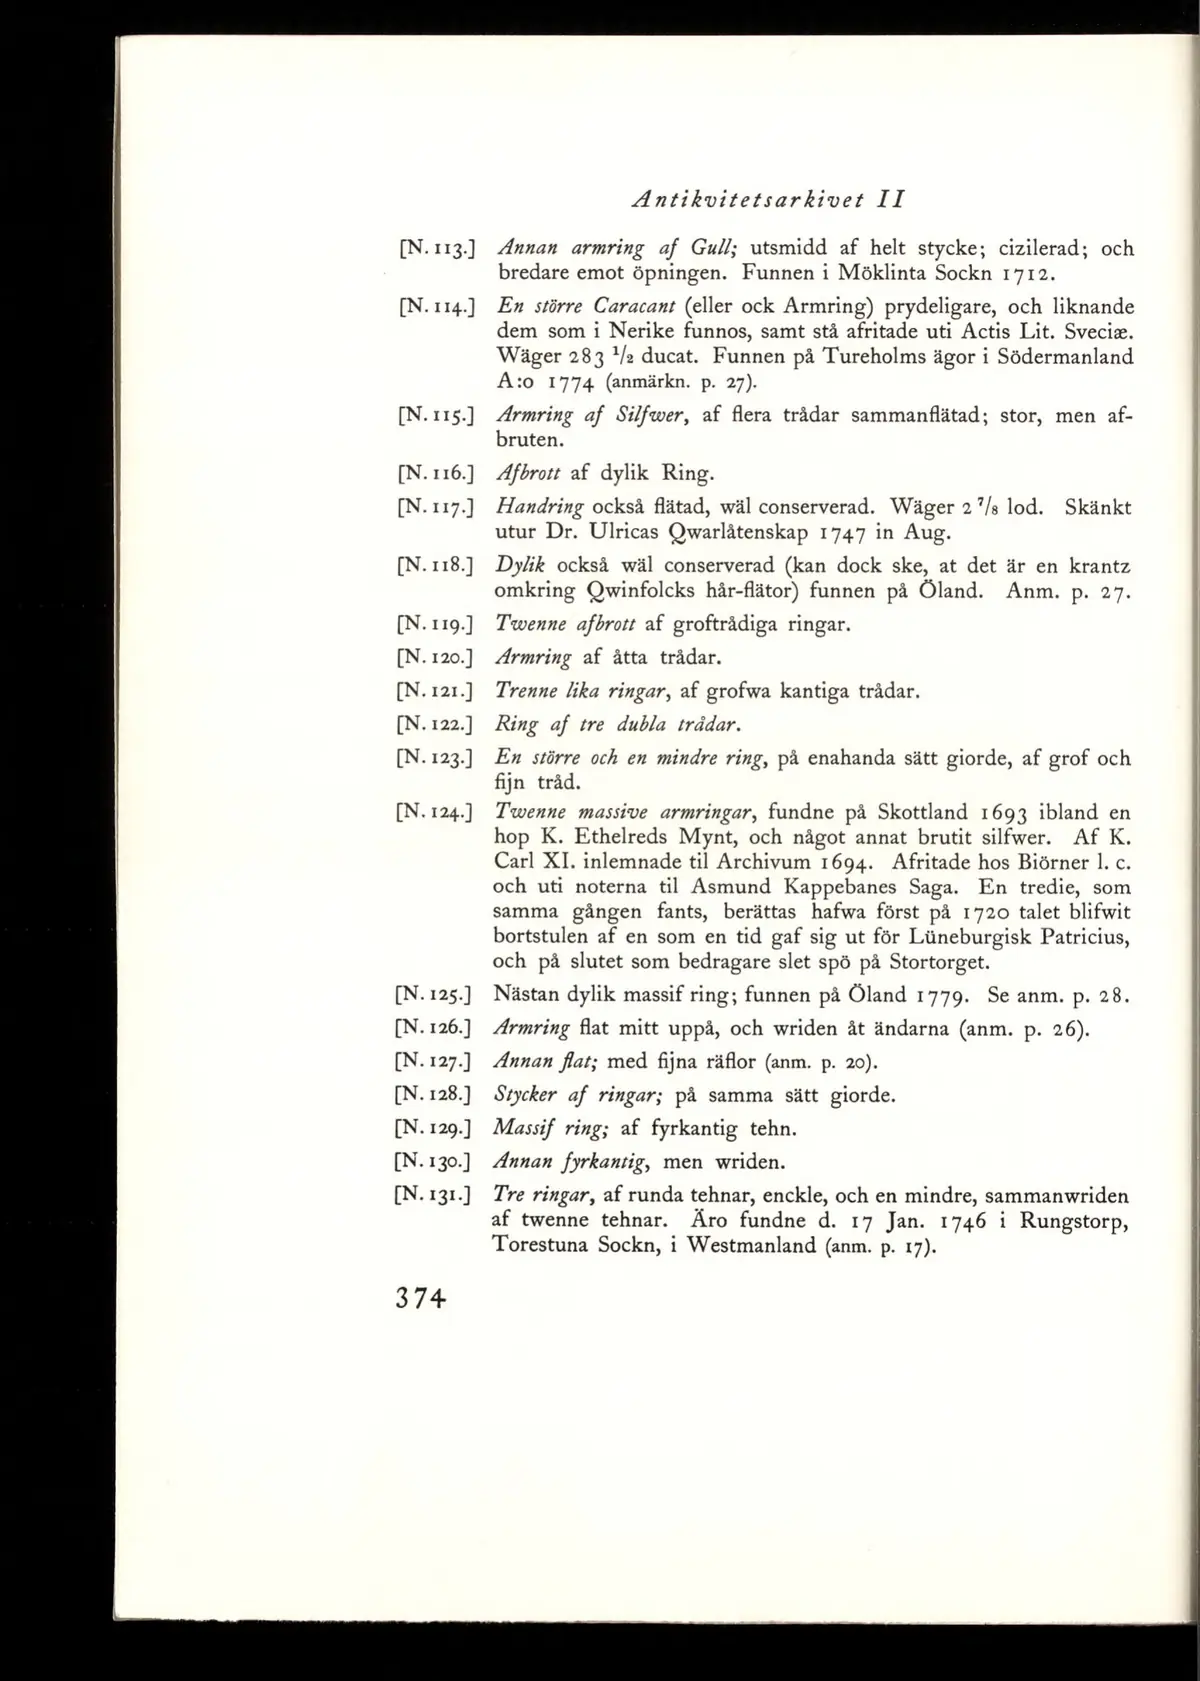 Antikvitetsarkivet II
[N. 113.] Annan armring af Gull; utsmidd af helt stycke; cizilerad; och
bredare emot öpningen. Funnen i Möklinta Sockn 1712.
[N. 114.] En större Caracant (eller ock Armring) prydeligare, och liknande
dem som i Nerike funnos, samt stå afritade uti Actis Lit. Sveciæ.
Wäger 283 1/2 ducat. Funnen på Tureholms ägor i Södermanland
A:o 1774 (anmärkn. p. 27).
[N. 115.] Armring af Silfwer, af flera trådar sammanflätad; stor, men af-
bruten.
[N. 116.] Afbrott af dylik Ring.
[N. 117.] Handring också flätad, wäl conserverad. Wäger 2 7/8 lod. Skänkt
utur Dr. Ulricas Qwarlåtenskap 1747 in Aug.
[N. 118.] Dylik också wäl conserverad (kan dock ske, at det är en krantz
omkring Qwinfolcks hår-flätor) funnen på Öland. Anm. p. 27.
[N. 119.] Twenne afbrott af groftrådiga ringar.
[N. 120.] Armring af åtta trådar.
[N. 121.] Trenne lika ringar, af grofwa kantiga trådar.
[N. 122.] Ring af tre dubla trådar.
[N. 123.] En större och en mindre ring, på enahanda sätt giorde, af grof och
fijn tråd.
[N. 124.] Twenne massive armringar, fundne på Skottland 1693 ibland en
hop K. Ethelreds Mynt, och något annat brutit silfwer. Af K.
Carl XI. inlemnade til Archivum 1694. Afritade hos Biörner l. c.
och uti noterna til Asmund Kappebanes Saga. En tredie, som
samma gången fants, berättas hafwa först på 1720 talet blifwit
bortstulen af en som en tid gaf sig ut för Lüneburgisk Patricius,
och på slutet som bedragare slet spö på Stortorget.
[N. 125.] Nästan dylik massif ring; funnen på Öland 1779. Se anm. p. 28.
[N. 126.] Armring flat mitt uppå, och wriden åt ändarna (anm. p. 26).
[N. 127.] Annan flat; med fijna räflor (anm. p. 20).
[N. 128.] Stycker af ringar; på samma sätt giorde.
[N. 129.] Massif ring; af fyrkantig tehn.
[N. 130.] Annan fyrkantig, men wriden.
[N. 131.] Tre ringar, af runda tehnar, enckle, och en mindre, sammanwriden
af twenne tehnar. Äro fundne d. 17 Jan. 1746 i Rungstorp,
Torestuna Sockn, i Westmanland (anm. p. 17).
374